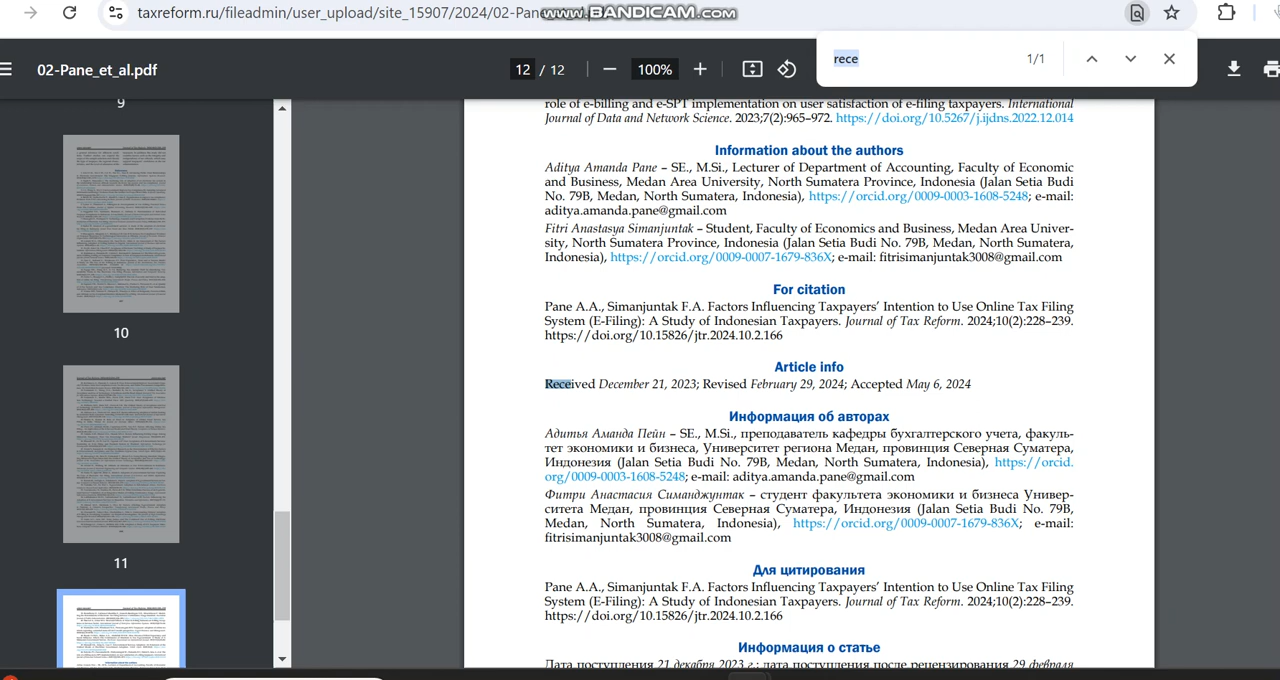 taxreform.ru/fileadmin/user_upload/site_15907/2024/02-Pane_et_al.pdf
www.BANDICAM.com
rece
1/1
02-Pane_et_al.pdf
12 / 12
100%
9
10
11
role of e-billing and e-SPT implementation on user satisfaction of e-filing taxpayers. International
Journal of Data and Network Science. 2023;7(2):965–972. https://doi.org/10.5267/j.ijdns.2022.12.014
Information about the authors
Aditya Amanda Pane – SE., M.Si., Lecturer of Department of Accounting, Faculty of Economic
and Business, Medan Area University, North Sumatera Province, Indonesia (Jalan Setia Budi
No. 79B, Medan, North Sumatera, Indonesia), https://orcid.org/0009-0003-1608-5248; e-mail:
aditya.amanda.pane@gmail.com
Fitri Anastasya Simanjuntak – Student, Faculty of Economics and Business, Medan Area Univer-
sity, North Sumatera Province, Indonesia (Jalan Setia Budi No. 79B, Medan, North Sumatera,
Indonesia), https://orcid.org/0009-0007-1679-836X; e-mail: fitrisimanjuntak3008@gmail.com
For citation
Pane A.A., Simanjuntak F.A. Factors Influencing Taxpayers' Intention to Use Online Tax Filing
System (E-Filing): A Study of Indonesian Taxpayers. Journal of Tax Reform. 2024;10(2):228–239.
https://doi.org/10.15826/jtr.2024.10.2.166
Article info
Received December 21, 2023; Revised February 29, 2024; Accepted May 6, 2024
Информация об авторах
Адитья Аманда Пейн – SE., M.Si., преподаватель кафедры бухгалтерского учета, факуль-
тет экономики и бизнеса, Университет региона Медан, провинция Северная Суматера,
Индонезия (Jalan Setia Budi No. 79B, Medan, North Sumatera, Indonesia), https://orcid.
org/0009-0003-1608-5248; e-mail: aditya.amanda.pane@gmail.com
Фитри Анастасия Симанджунтак – студент факультета экономики и бизнеса Универ-
ситета Медан, провинция Северная Суматера, Индонезия (Jalan Setia Budi No. 79B,
Medan, North Sumatera, Indonesia), https://orcid.org/0009-0007-1679-836X; e-mail:
fitrisimanjuntak3008@gmail.com
Для цитирования
Pane A.A., Simanjuntak F.A. Factors Influencing Taxpayers' Intention to Use Online Tax Filing
System (E-Filing): A Study of Indonesian Taxpayers. Journal of Tax Reform. 2024;10(2):228–239.
https://doi.org/10.15826/jtr.2024.10.2.166
Информация о статье
Дата поступления 21 декабря 2023 г.; дата поступления после рецензирования 29 февраля